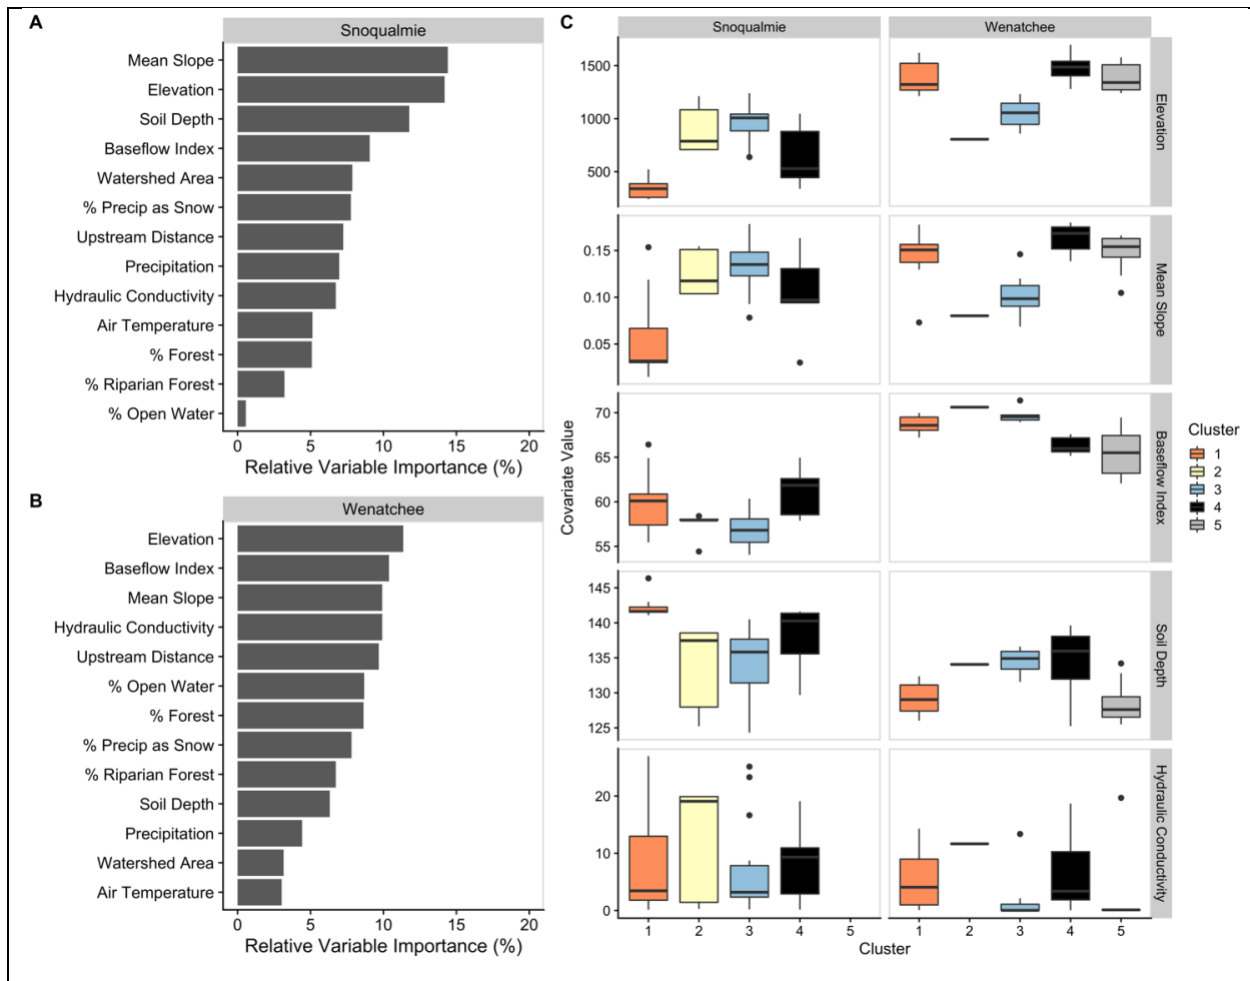 A
Snoqualmie
Mean Slope
Elevation
Soil Depth
Baseflow Index
Watershed Area
% Precip as Snow
Upstream Distance
Precipitation
Hydraulic Conductivity
Air Temperature
% Forest
% Riparian Forest
% Open Water
0 5 10 15 20
Relative Variable Importance (%)
B
Wenatchee
Elevation
Baseflow Index
Mean Slope
Hydraulic Conductivity
Upstream Distance
% Open Water
% Forest
% Precip as Snow
% Riparian Forest
Soil Depth
Precipitation
Watershed Area
Air Temperature
0 5 10 15 20
Relative Variable Importance (%)
C
Snoqualmie Wenatchee
Covariate Value
1500
1000
500
Elevation
0.15
0.10
0.05
Mean Slope
70
65
60
55
Baseflow Index
145
140
135
130
125
Soil Depth
20
10
0
Hydraulic Conductivity
1 2 3 4 5 1 2 3 4 5
Cluster
Cluster
1
2
3
4
5